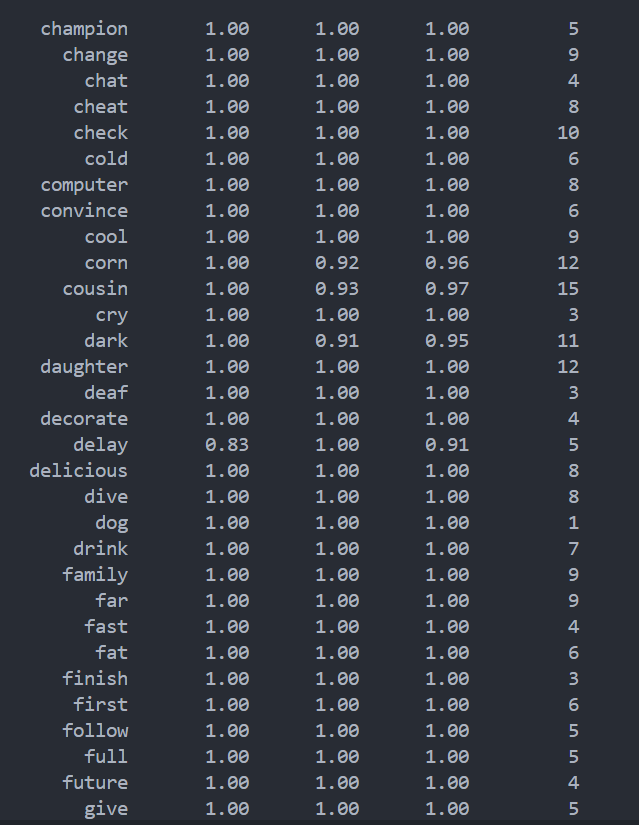 champion 1.00 1.00 1.00 5
change 1.00 1.00 1.00 9
chat 1.00 1.00 1.00 4
cheat 1.00 1.00 1.00 8
check 1.00 1.00 1.00 10
cold 1.00 1.00 1.00 6
computer 1.00 1.00 1.00 8
convince 1.00 1.00 1.00 6
cool 1.00 1.00 1.00 9
corn 1.00 0.92 0.96 12
cousin 1.00 0.93 0.97 15
cry 1.00 1.00 1.00 3
dark 1.00 0.91 0.95 11
daughter 1.00 1.00 1.00 12
deaf 1.00 1.00 1.00 3
decorate 1.00 1.00 1.00 4
delay 0.83 1.00 0.91 5
delicious 1.00 1.00 1.00 8
dive 1.00 1.00 1.00 8
dog 1.00 1.00 1.00 1
drink 1.00 1.00 1.00 7
family 1.00 1.00 1.00 9
far 1.00 1.00 1.00 9
fast 1.00 1.00 1.00 4
fat 1.00 1.00 1.00 6
finish 1.00 1.00 1.00 3
first 1.00 1.00 1.00 6
follow 1.00 1.00 1.00 5
full 1.00 1.00 1.00 5
future 1.00 1.00 1.00 4
give 1.00 1.00 1.00 5